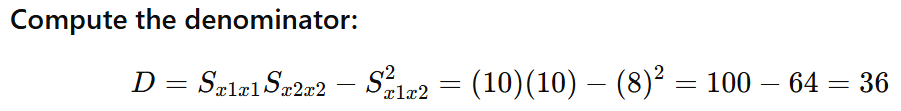 Compute the denominator:
D = S_{x1x1}S_{x2x2} − S_{x1x2}^2 = (10)(10) − (8)^2 = 100 − 64 = 36